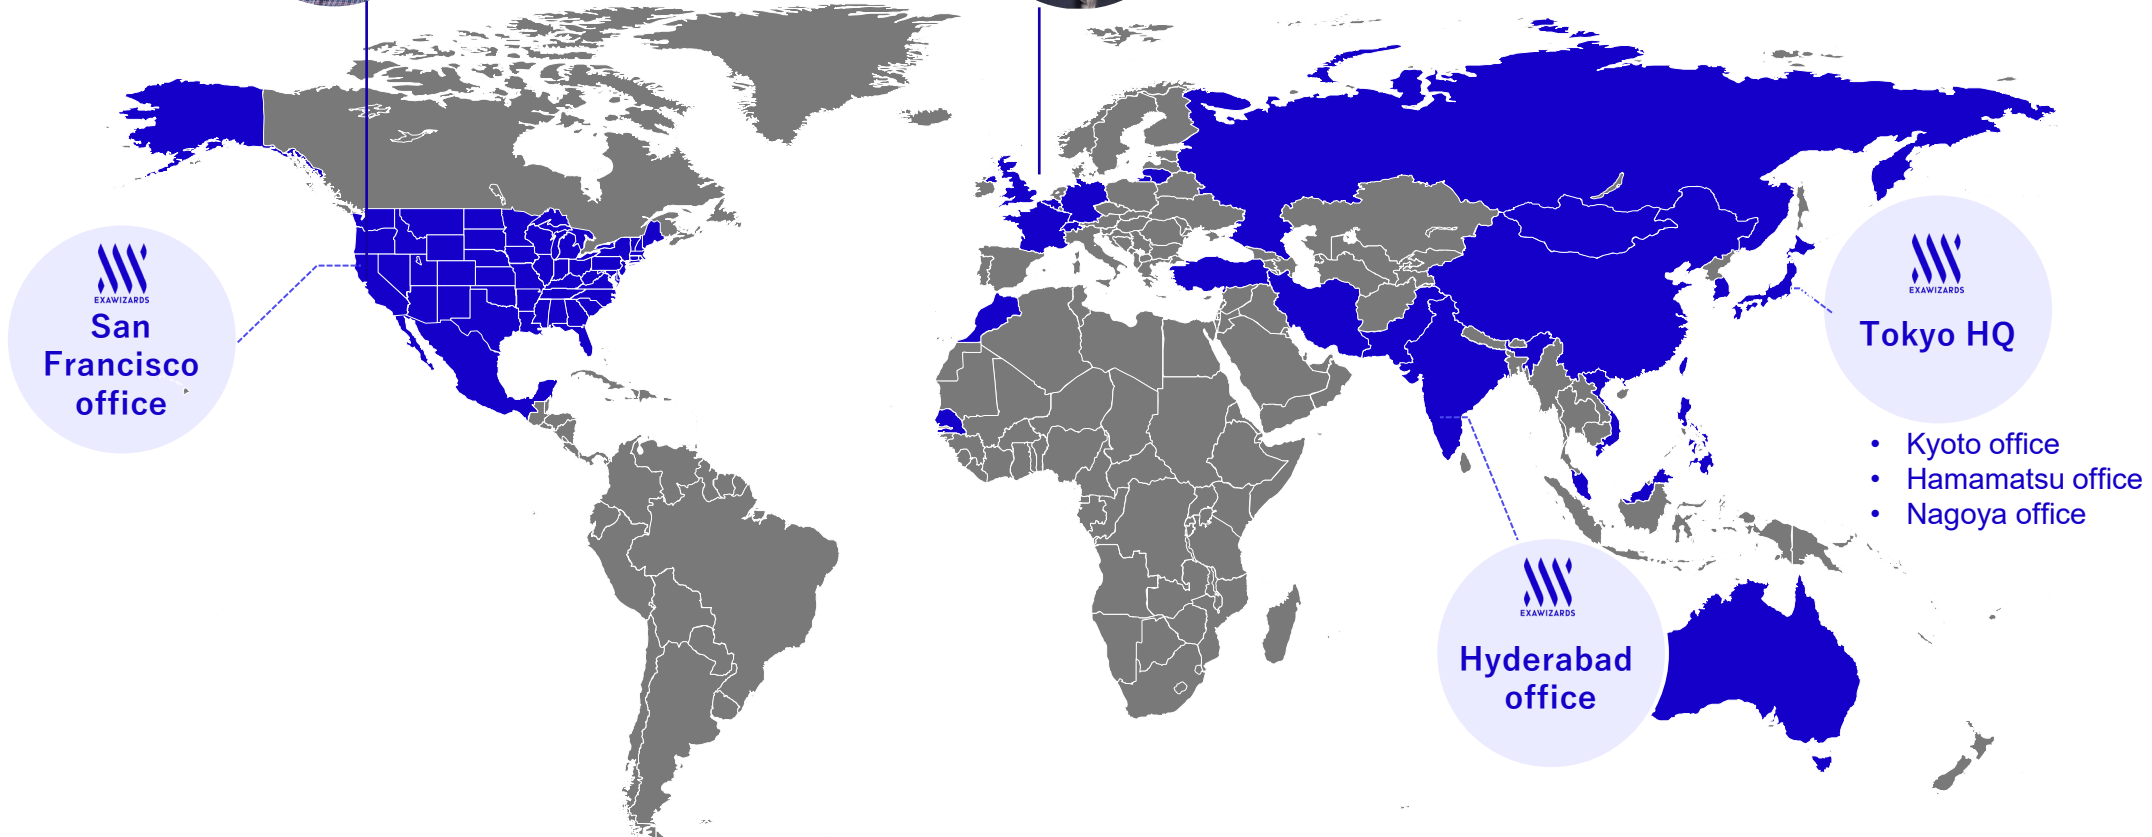 EXAWIZARDS
San
Francisco
office
EXAWIZARDS
Tokyo HQ
• Kyoto office
• Hamamatsu office
• Nagoya office
EXAWIZARDS
Hyderabad
office